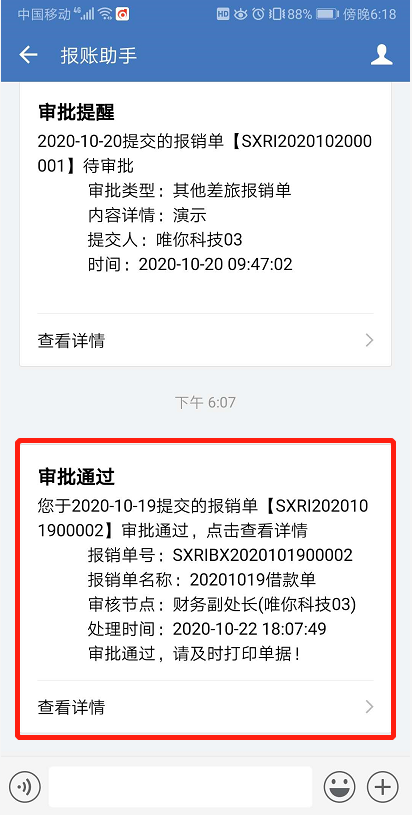 中国移动 4G HD 88% 傍晚6:18
报账助手
审批提醒
2020-10-20提交的报销单【SXRI2020102000
001】待审批
审批类型：其他差旅报销单
内容详情：演示
提交人：唯你科技03
时间：2020-10-20 09:47:02
查看详情
下午 6:07
审批通过
您于2020-10-19提交的报销单【SXRI202010
1900002】审批通过，点击查看详情
报销单号：SXRIBX2020101900002
报销单名称：20201019借款单
审核节点：财务副处长(唯你科技03)
处理时间：2020-10-22 18:07:49
审批通过，请及时打印单据！
查看详情